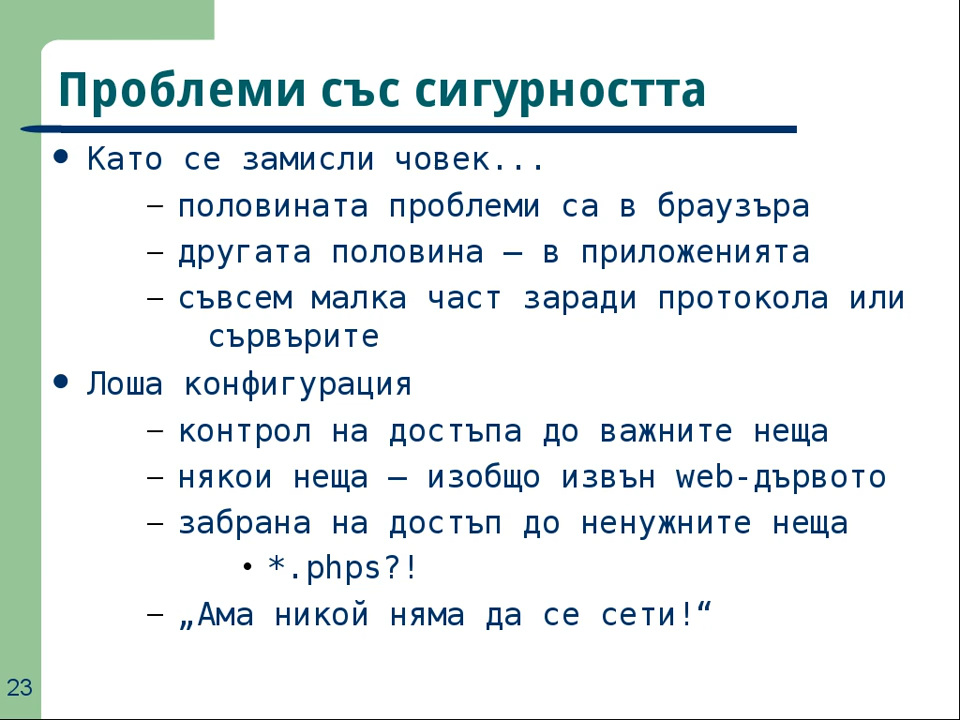 Проблеми със сигурността
• Като се замисли човек...
– половината проблеми са в браузъра
– другата половина – в приложенията
– съвсем малка част заради протокола или
сървърите
• Лоша конфигурация
– контрол на достъпа до важните неща
– някои неща – изобщо извън web-дървото
– забрана на достъп до ненужните неща
• *.phps?!
– „Ама никой няма да се сети!“
23